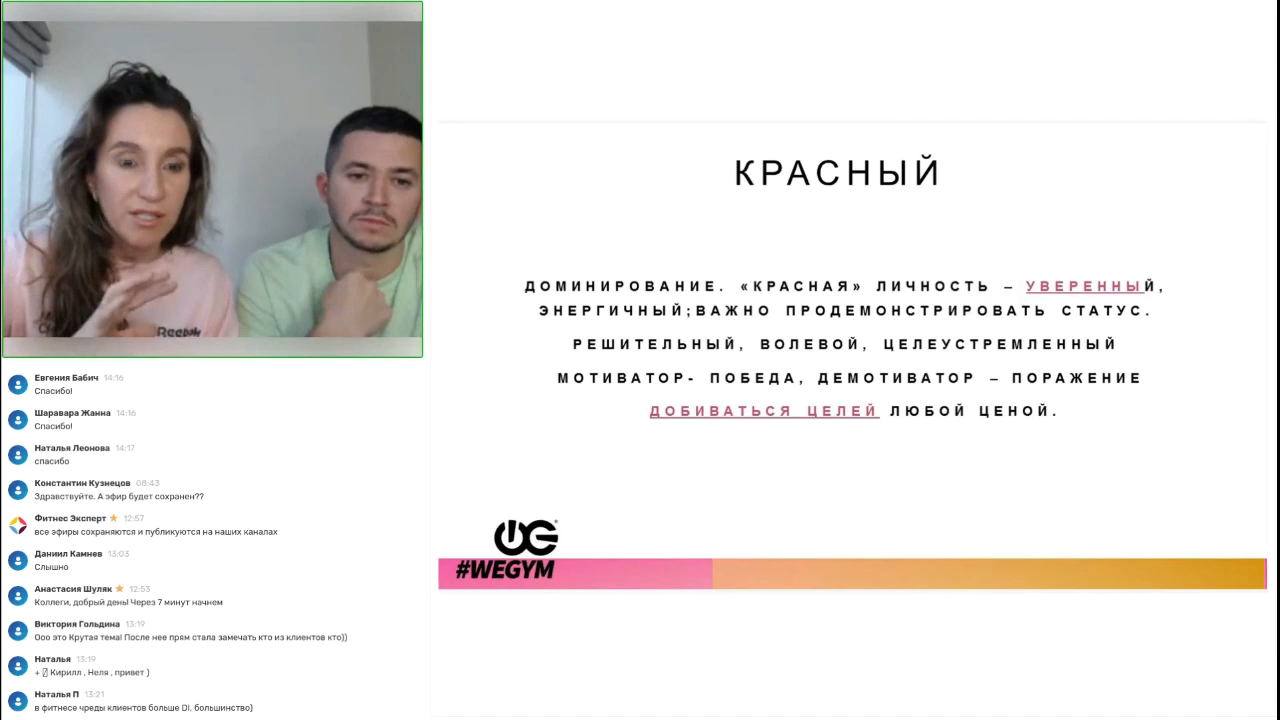 Reebok
Евгения Бабич 14:16
Спасибо!
Шаравара Жанна 14:16
Спасибо!
Наталья Леонова 14:17
спасибо
Константин Кузнецов 08:43
Здравствуйте. А эфир будет сохранен??
Фитнес Эксперт 12:57
все эфиры сохраняются и публикуются на наших каналах
Даниил Камнев 13:03
Слышно
Анастасия Шуляк 12:53
Коллеги, добрый день! Через 7 минут начнем
Виктория Гольдина 13:19
Ооо это Крутая тема! После нее прям стала замечать кто из клиентов кто))
Наталья 13:19
+ Кирилл , Неля , привет )
Наталья П 13:21
в фитнесе чреды клиентов больше DI, большинство)
КРАСНЫЙ
ДОМИНИРОВАНИЕ. «КРАСНАЯ» ЛИЧНОСТЬ – УВЕРЕННЫЙ,
ЭНЕРГИЧНЫЙ;ВАЖНО ПРОДЕМОНСТРИРОВАТЬ СТАТУС.
РЕШИТЕЛЬНЫЙ, ВОЛЕВОЙ, ЦЕЛЕУСТРЕМЛЕННЫЙ
МОТИВАТОР- ПОБЕДА, ДЕМОТИВАТОР – ПОРАЖЕНИЕ
ДОБИВАТЬСЯ ЦЕЛЕЙ ЛЮБОЙ ЦЕНОЙ.
#WEGYM